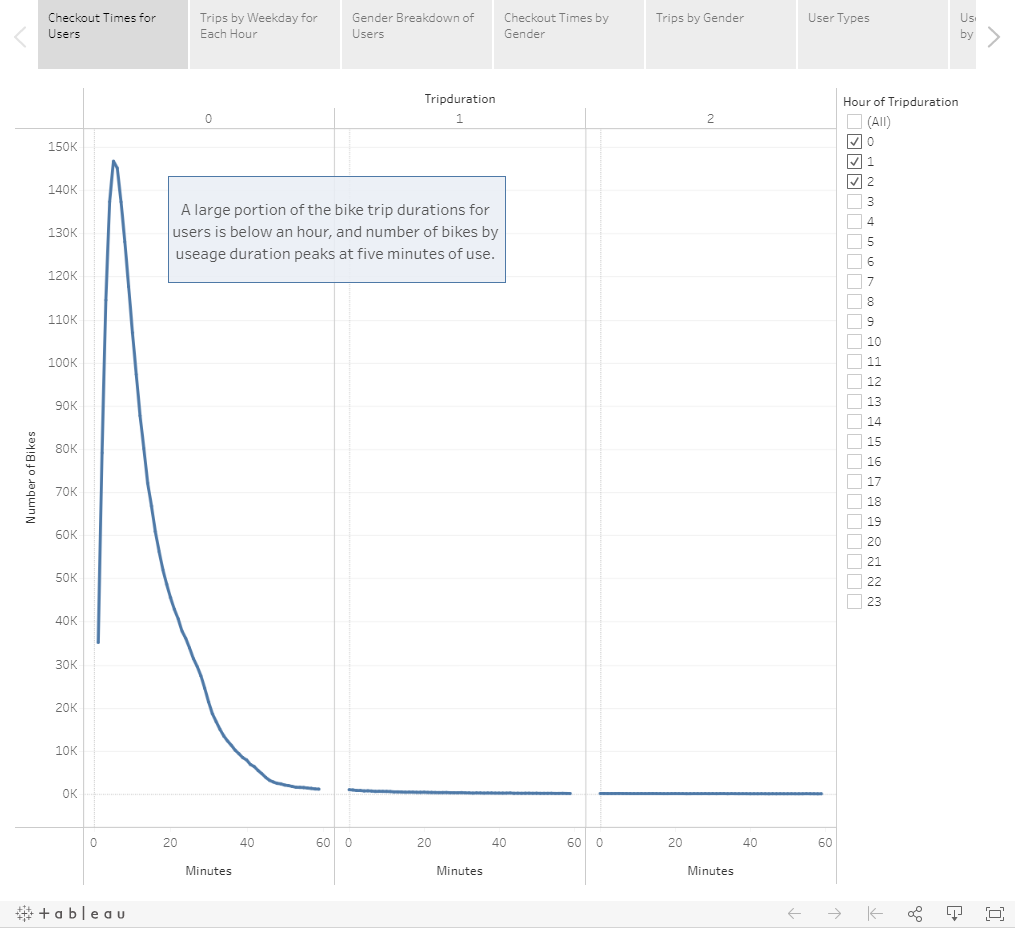 Checkout Times for
Users
Trips by Weekday for
Each Hour
Gender Breakdown of
Users
Checkout Times by
Gender
Trips by Gender
User Types
by
Tripduration
0
1
2
Hour of Tripduration
(All)
0
1
2
3
4
5
6
7
8
9
10
11
12
13
14
15
16
17
18
19
20
21
22
23
A large portion of the bike trip durations for
users is below an hour, and number of bikes by
useage duration peaks at five minutes of use.
150K
140K
130K
120K
110K
100K
90K
80K
70K
60K
50K
40K
30K
20K
10K
0K
Number of Bikes
0 20 40 60 0 20 40 60 0 20 40 60
Minutes Minutes Minutes
+ a b l e a u